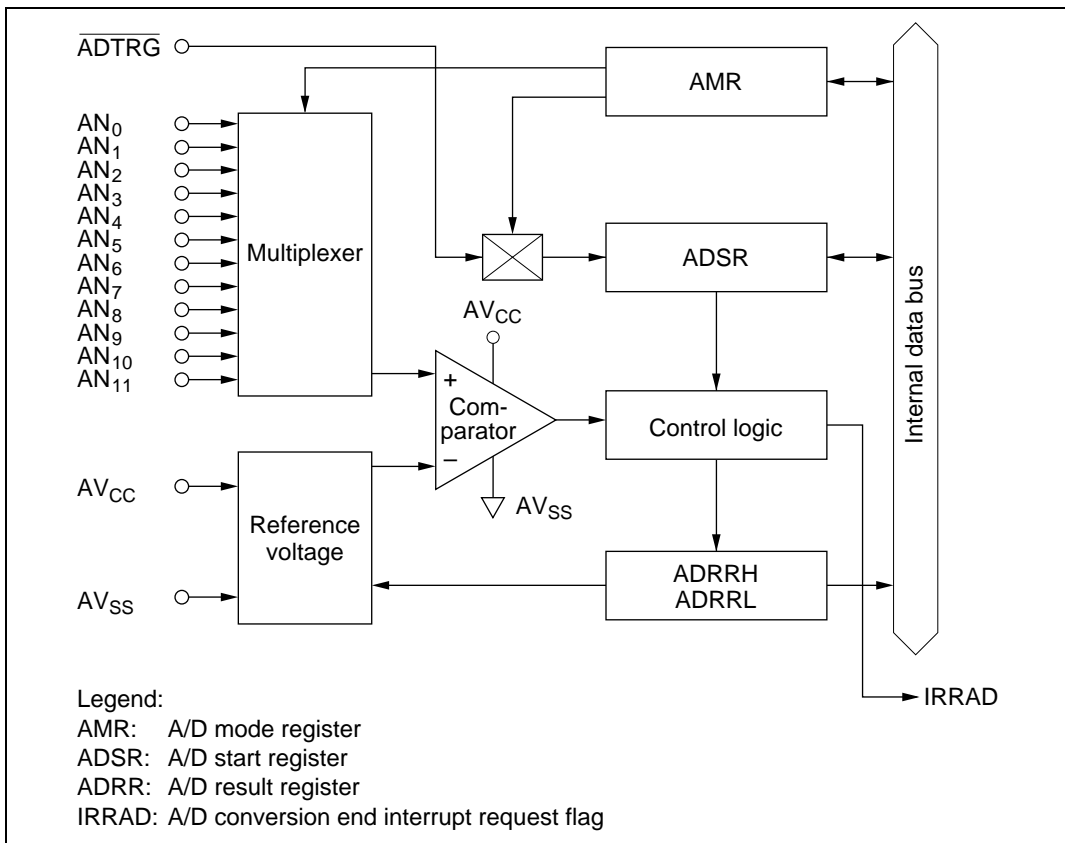 ADTRG
AMR
AN0
AN1
AN2
AN3
AN4
AN5
AN6
AN7
AN8
AN9
AN10
AN11
Multiplexer
ADSR
Internal data bus
AVCC
+
Com-
parator
−
AVSS
Control logic
AVCC
AVSS
Reference
voltage
ADRRH
ADRRL
IRRAD
Legend:
AMR: A/D mode register
ADSR: A/D start register
ADRR: A/D result register
IRRAD: A/D conversion end interrupt request flag